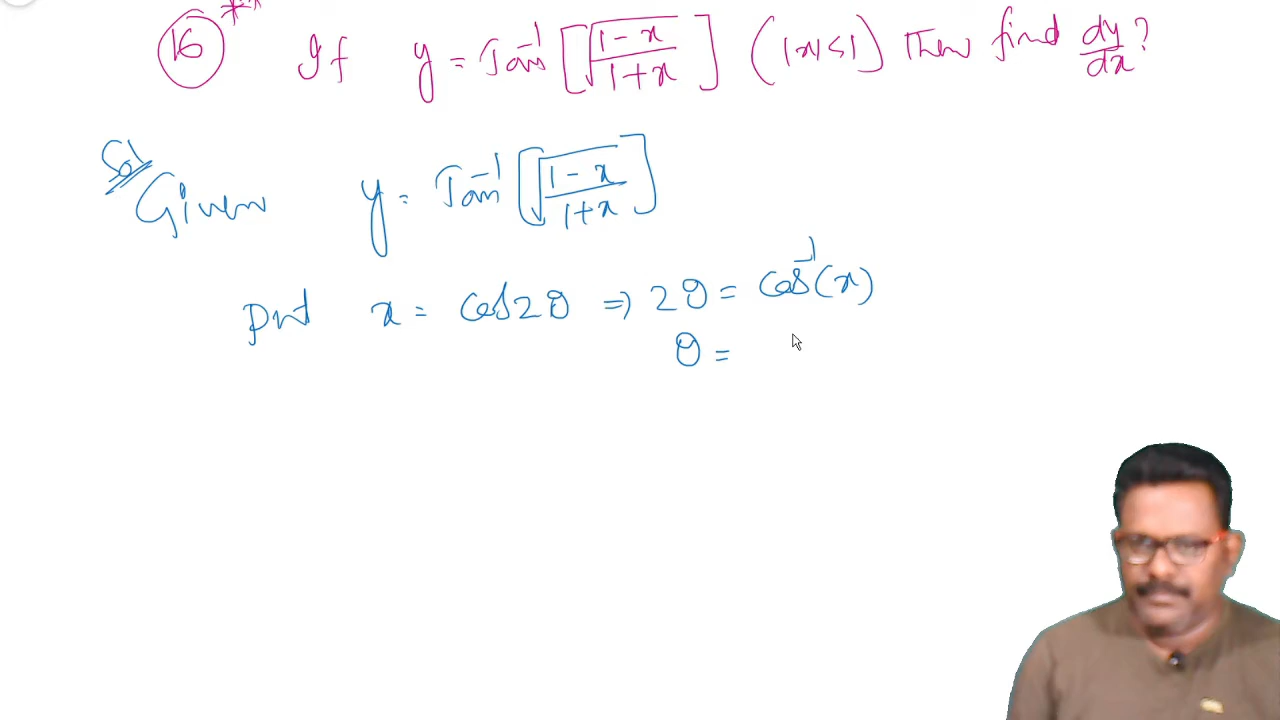 16 ** If y = Tan⁻¹[√(1-x/1+x)] (|x|<1) then find dy/dx?
Sol
Given y = Tan⁻¹[√(1-x/1+x)]
put x = cos2θ ⇒ 2θ = cos⁻¹(x)
θ =